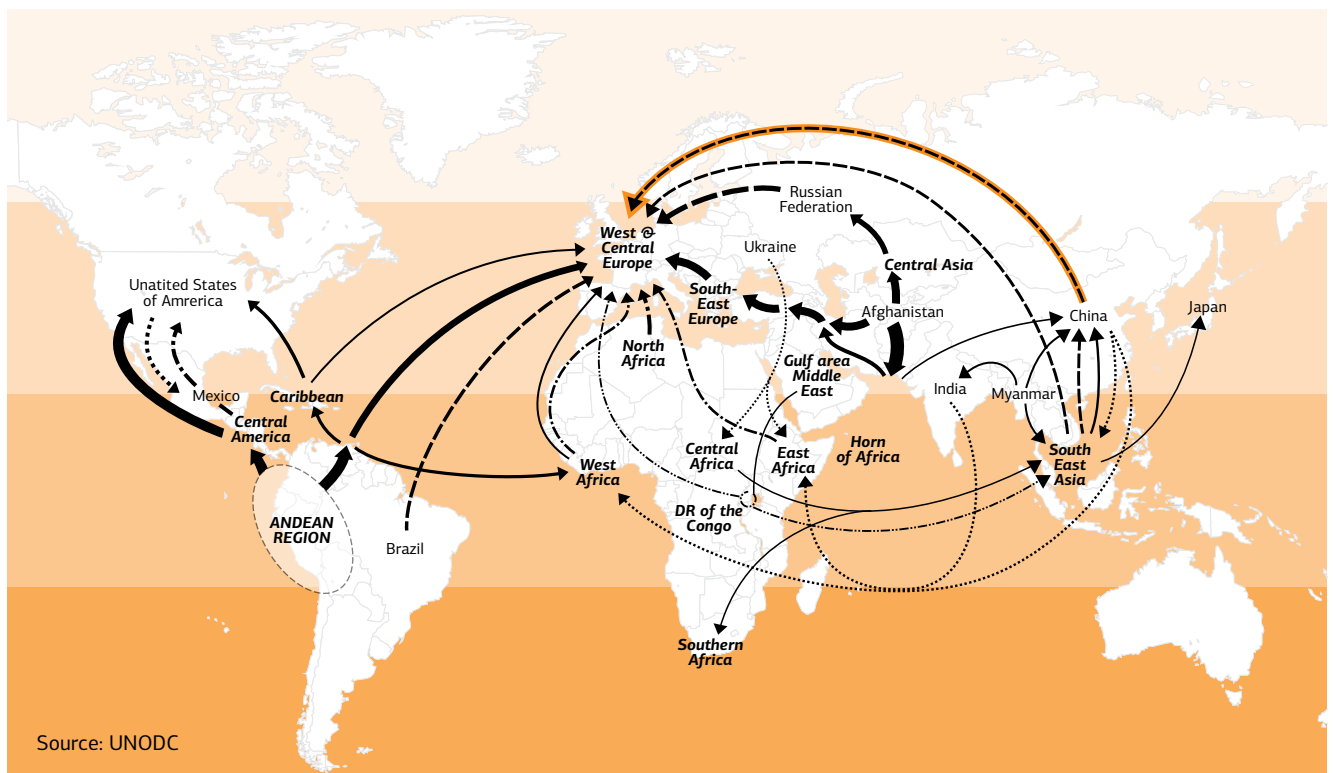 Russian
Federation
West &
Central
Europe
Ukraine
Central Asia
Unatited States
of Amrerica
South-
East
Europe
Afghanistan
China
Japan
North
Africa
Gulf area
Middle
East
Mexico
Caribbean
India
Myanmar
Central
America
Central
Africa
East
Africa
Horn
of Africa
South
East
Asia
West
Africa
ANDEAN
REGION
DR of the
Congo
Brazil
Southern
Africa
Source: UNODC